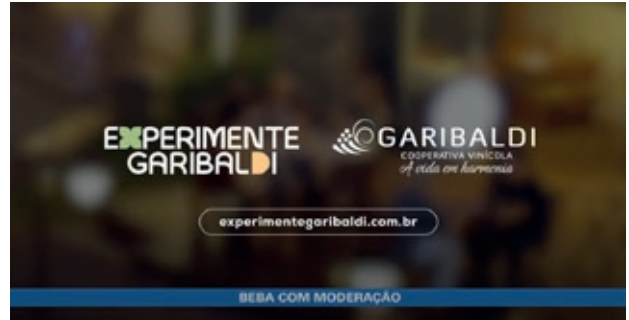 EXPERIMENTE
GARIBALDI
GARIBALDI
COOPERATIVA VINÍCOLA
A vida em harmonia
experimentegaribaldi.com.br
BEBA COM MODERAÇÃO